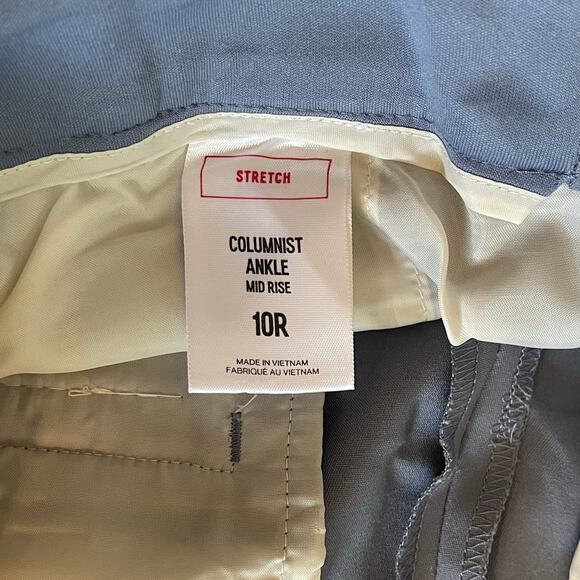 STRETCH
COLUMNIST
ANKLE
MID RISE
10R
MADE IN VIETNAM
FABRIQUÉ AU VIETNAM